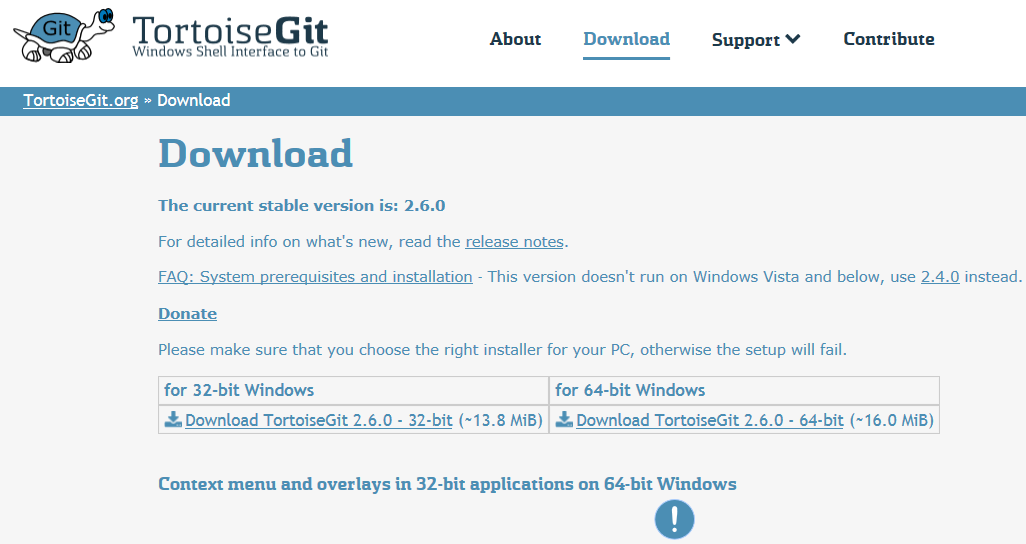 Git
TortoiseGit
Windows Shell Interface to Git
About Download Support Contribute
TortoiseGit.org » Download
Download
The current stable version is: 2.6.0
For detailed info on what's new, read the release notes.
FAQ: System prerequisites and installation - This version doesn't run on Windows Vista and below, use 2.4.0 instead.
Donate
Please make sure that you choose the right installer for your PC, otherwise the setup will fail.
for 32-bit Windows for 64-bit Windows
Download TortoiseGit 2.6.0 - 32-bit (~13.8 MiB) Download TortoiseGit 2.6.0 - 64-bit (~16.0 MiB)
Context menu and overlays in 32-bit applications on 64-bit Windows
!